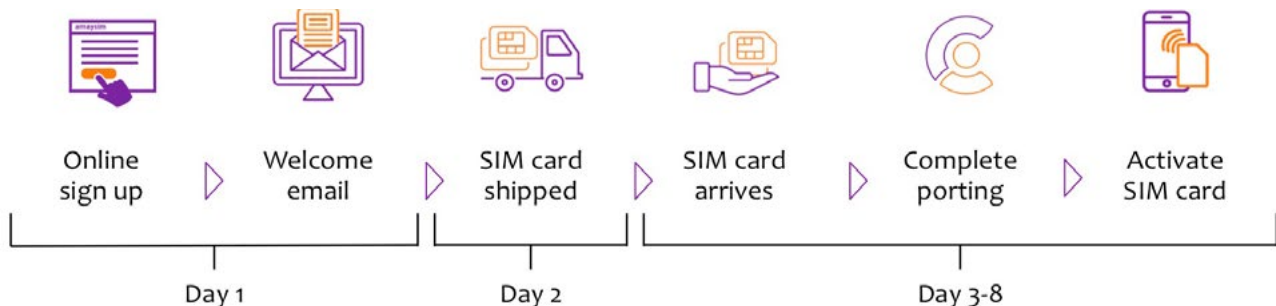 amaysim
Online
sign up
Welcome
email
SIM card
shipped
SIM card
arrives
Complete
porting
Activate
SIM card
Day 1
Day 2
Day 3-8